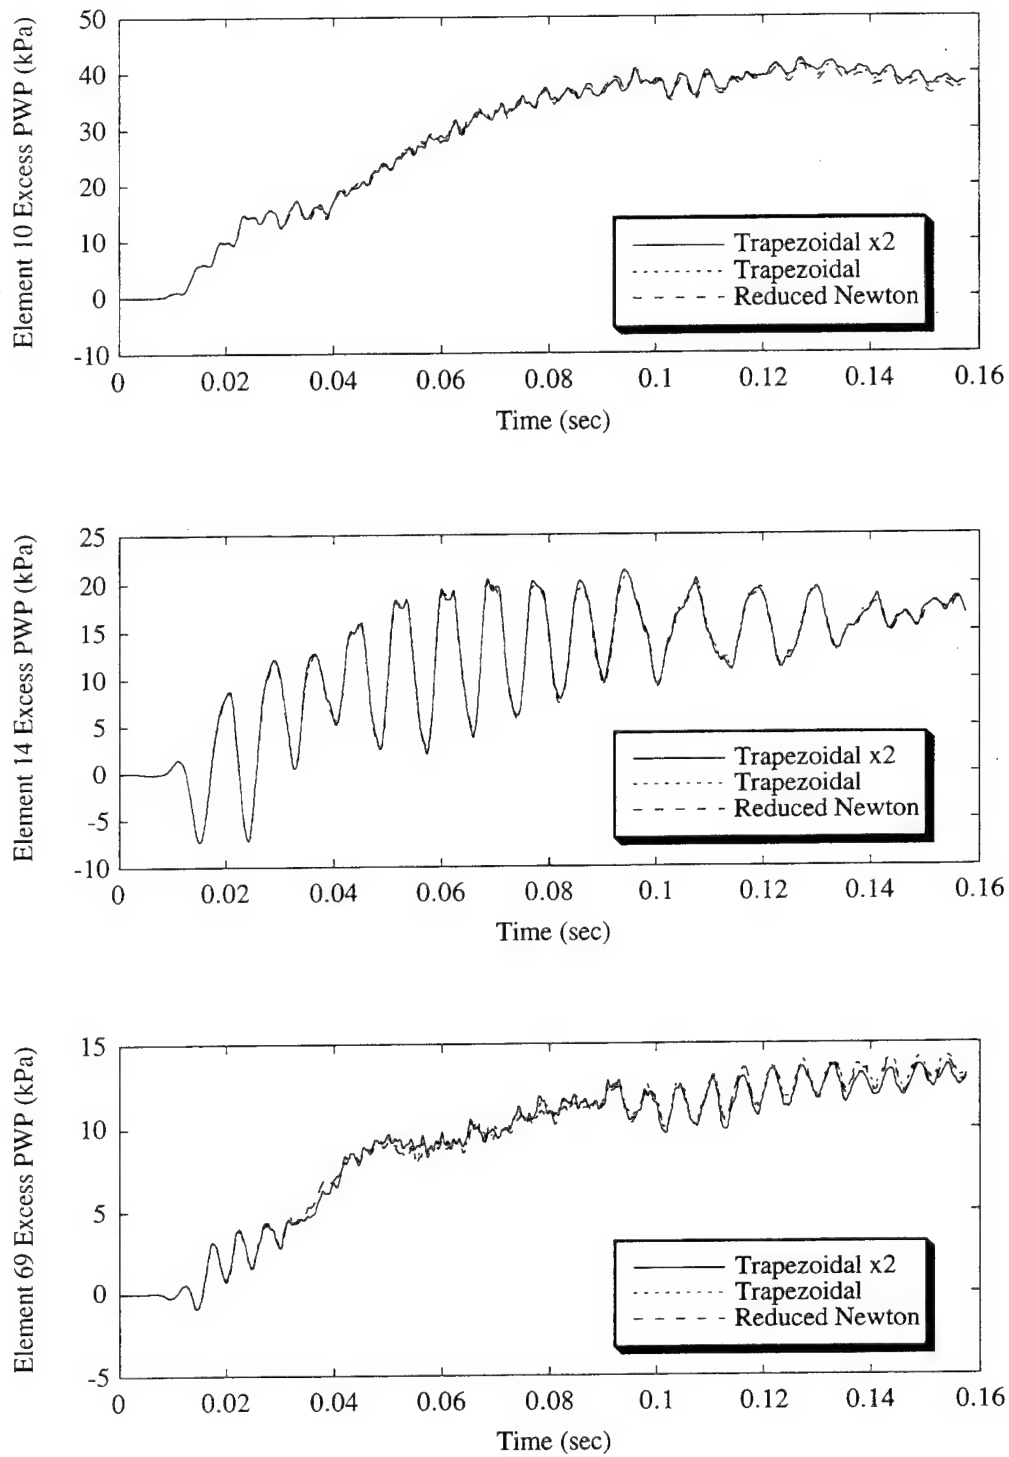 Element 10 Excess PWP (kPa)
50
40
30
20
10
0
-10
Trapezoidal x2
Trapezoidal
Reduced Newton
0 0.02 0.04 0.06 0.08 0.1 0.12 0.14 0.16
Time (sec)
Element 14 Excess PWP (kPa)
25
20
15
10
5
0
-5
-10
Trapezoidal x2
Trapezoidal
Reduced Newton
0 0.02 0.04 0.06 0.08 0.1 0.12 0.14 0.16
Time (sec)
Element 69 Excess PWP (kPa)
15
10
5
0
-5
Trapezoidal x2
Trapezoidal
Reduced Newton
0 0.02 0.04 0.06 0.08 0.1 0.12 0.14 0.16
Time (sec)